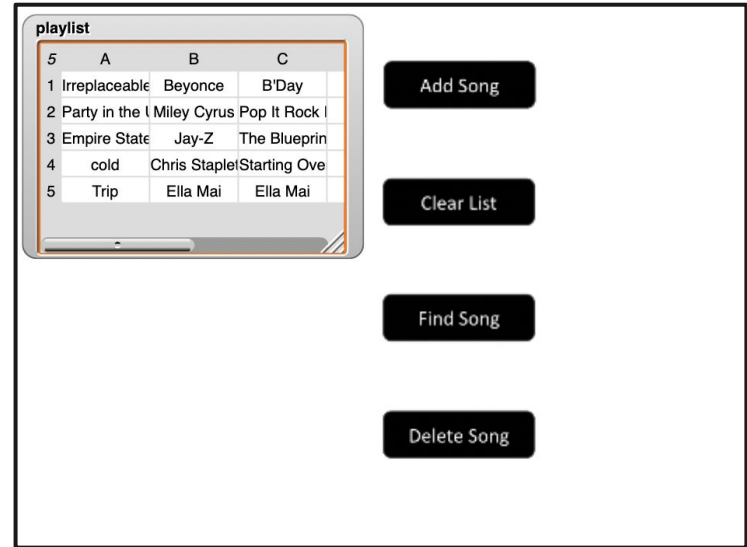 playlist
5 A B C
1 Irreplaceable Beyonce B'Day
2 Party in the Miley Cyrus Pop It Rock
3 Empire State Jay-Z The Blueprin
4 cold Chris Staplet Starting Ove
5 Trip Ella Mai Ella Mai
Add Song
Clear List
Find Song
Delete Song